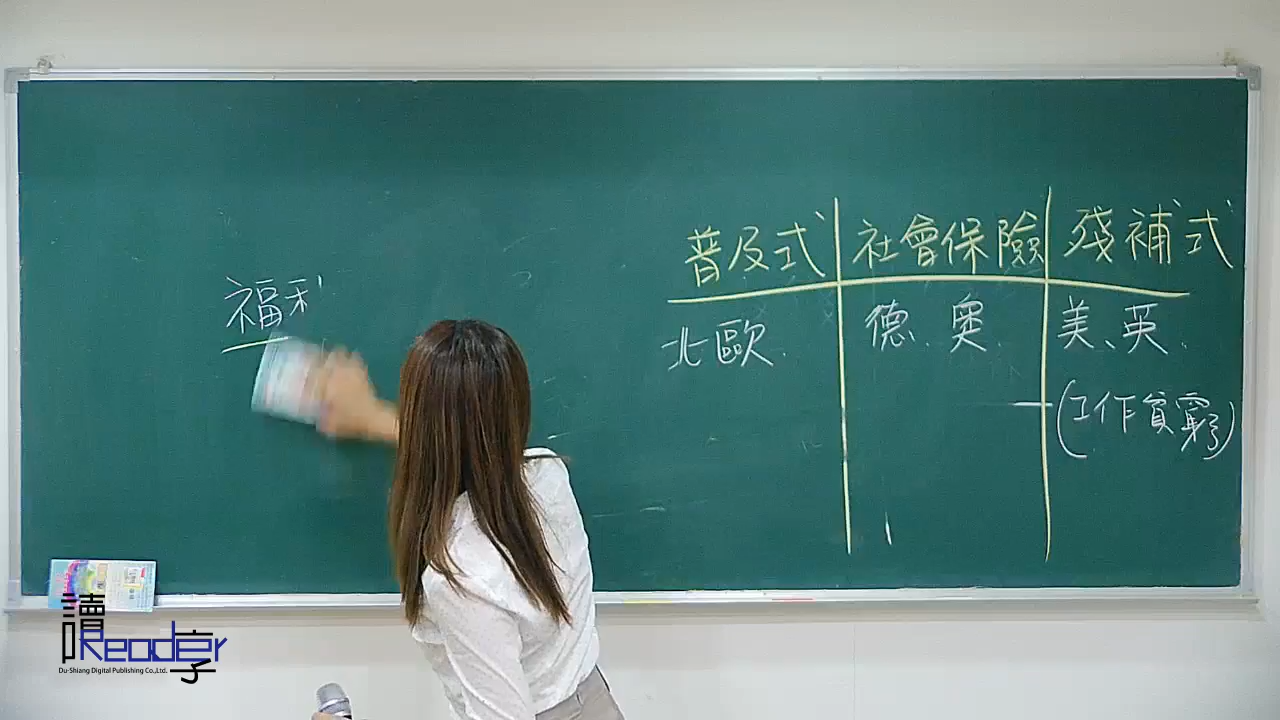 福利
普及式 社會保險 殘補式
北歐. 德、奧. 美、英.
(工作貧窮)
讀享
Reader
Du-Shiang Digital Publishing Co.,Ltd.